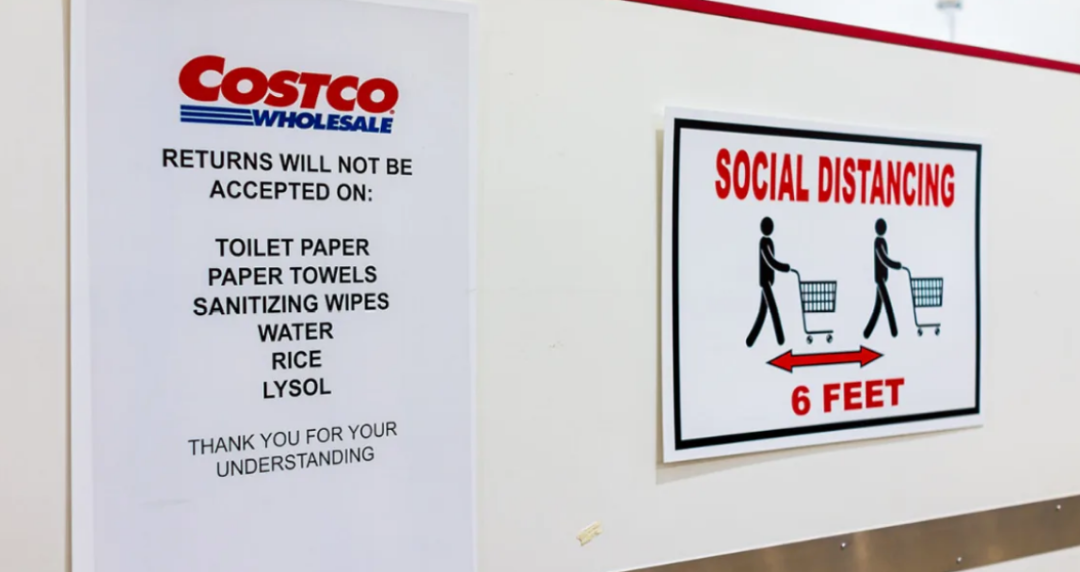 COSTCO
WHOLESALE
RETURNS WILL NOT BE
ACCEPTED ON:
TOILET PAPER
PAPER TOWELS
SANITIZING WIPES
WATER
RICE
LYSOL
THANK YOU FOR YOUR
UNDERSTANDING
SOCIAL DISTANCING
6 FEET